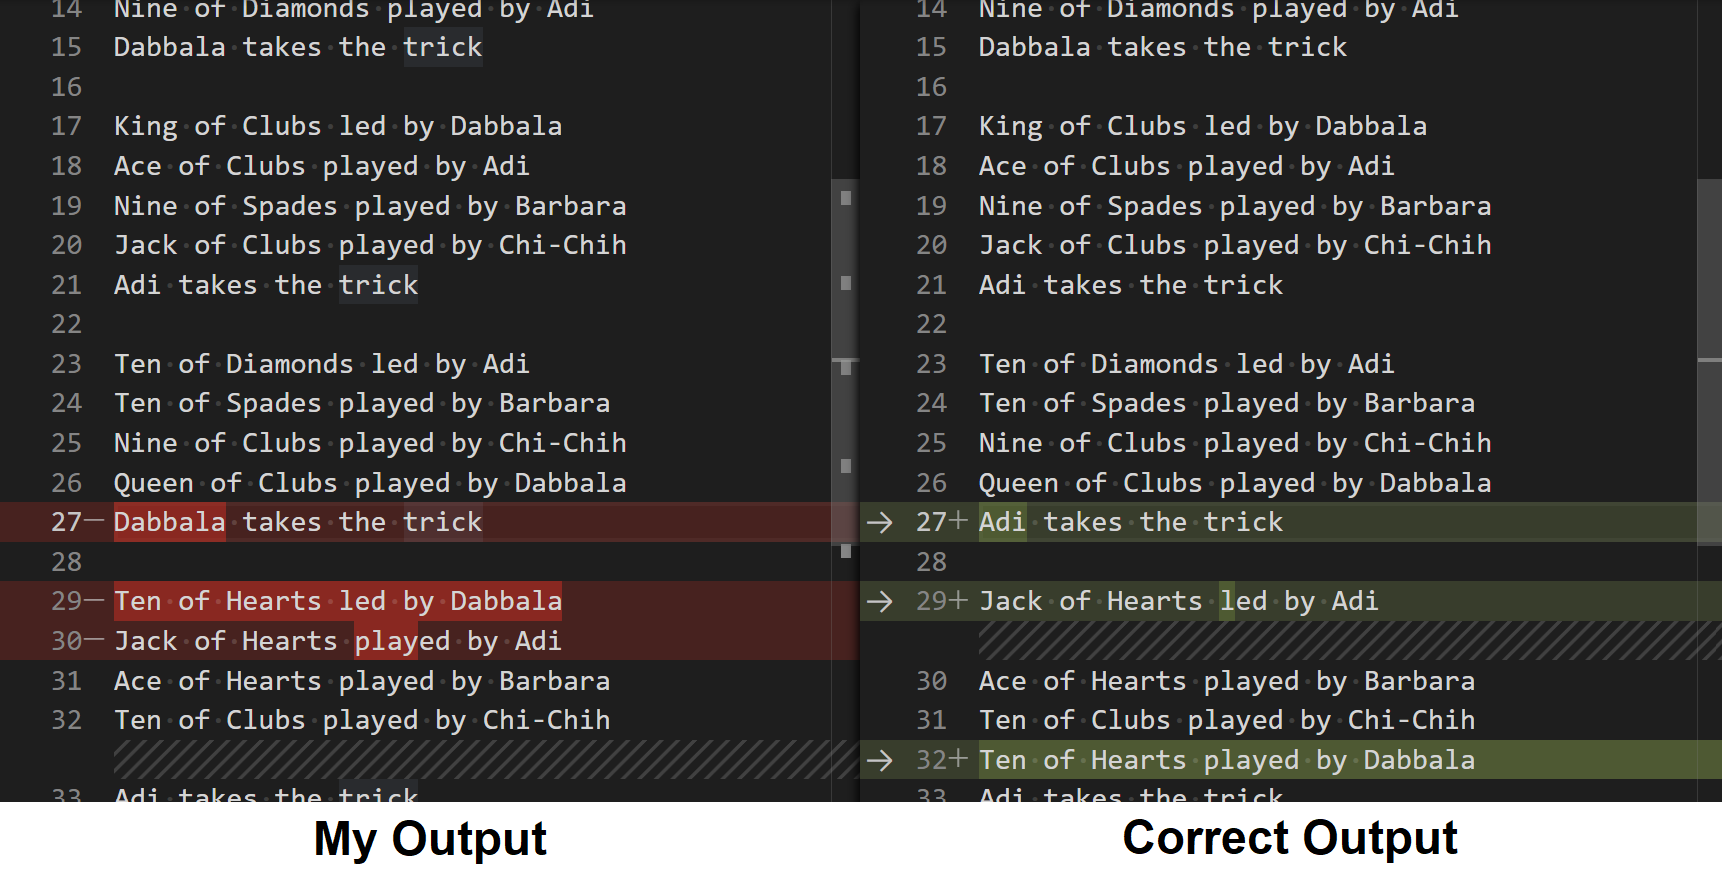 14 Nine of Diamonds played by Adi
15 Dabbala takes the trick
16
17 King of Clubs led by Dabbala
18 Ace of Clubs played by Adi
19 Nine of Spades played by Barbara
20 Jack of Clubs played by Chi-Chih
21 Adi takes the trick
22
23 Ten of Diamonds led by Adi
24 Ten of Spades played by Barbara
25 Nine of Clubs played by Chi-Chih
26 Queen of Clubs played by Dabbala
27— Dabbala takes the trick
28
29— Ten of Hearts led by Dabbala
30— Jack of Hearts played by Adi
31 Ace of Hearts played by Barbara
32 Ten of Clubs played by Chi-Chih
33 Adi takes the trick
My Output
14 Nine of Diamonds played by Adi
15 Dabbala takes the trick
16
17 King of Clubs led by Dabbala
18 Ace of Clubs played by Adi
19 Nine of Spades played by Barbara
20 Jack of Clubs played by Chi-Chih
21 Adi takes the trick
22
23 Ten of Diamonds led by Adi
24 Ten of Spades played by Barbara
25 Nine of Clubs played by Chi-Chih
26 Queen of Clubs played by Dabbala
→ 27+ Adi takes the trick
28
→ 29+ Jack of Hearts led by Adi
30 Ace of Hearts played by Barbara
31 Ten of Clubs played by Chi-Chih
→ 32+ Ten of Hearts played by Dabbala
33 Adi takes the trick
Correct Output